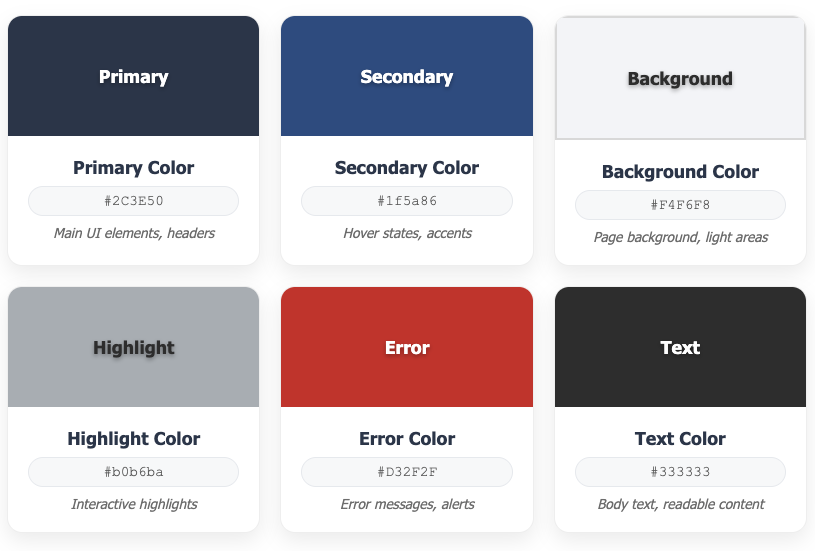 Primary
Secondary
Background
Primary Color
Secondary Color
Background Color
#2C3E50
#1f5a86
#F4F6F8
Main UI elements, headers
Hover states, accents
Page background, light areas
Highlight
Error
Text
Highlight Color
Error Color
Text Color
#b0b6ba
#D32F2F
#333333
Interactive highlights
Error messages, alerts
Body text, readable content